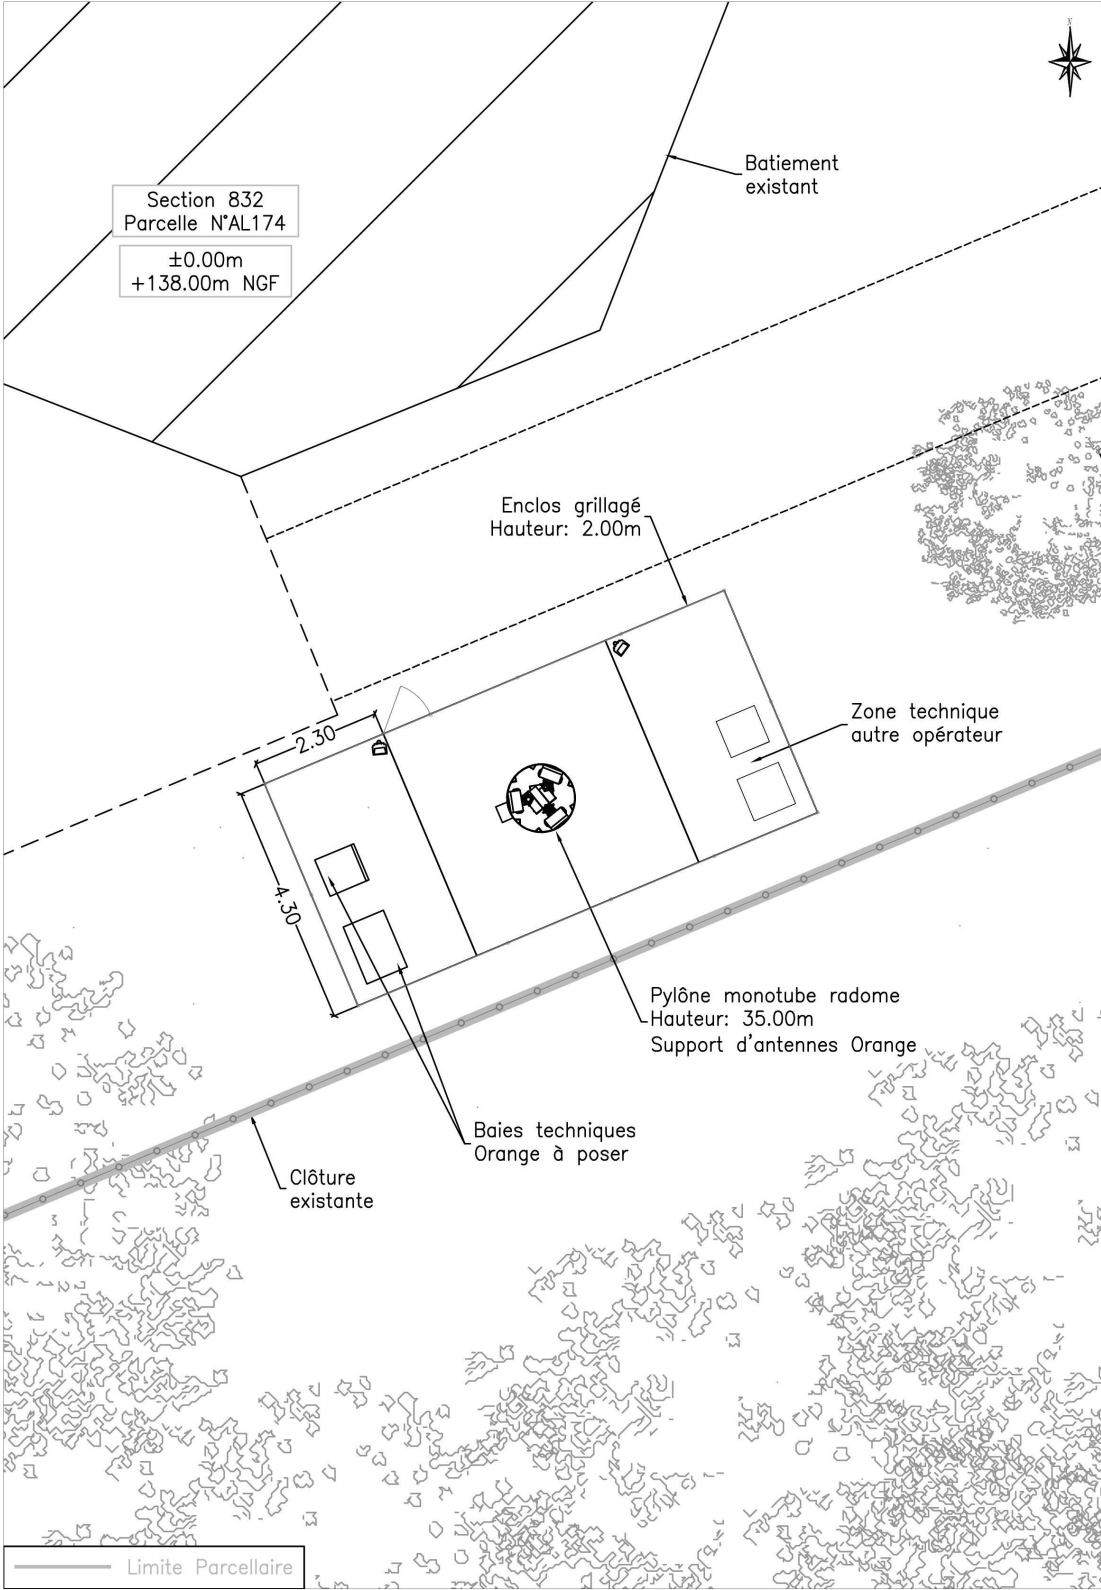 N
Batiement
existant
Section 832
Parcelle N°AL174
±0.00m
+138.00m NGF
Enclos grillagé
Hauteur: 2.00m
Zone technique
autre opérateur
2.30
4.30
Pylône monotube radome
Hauteur: 35.00m
Support d'antennes Orange
Baies techniques
Orange à poser
Clôture
existante
Limite Parcellaire